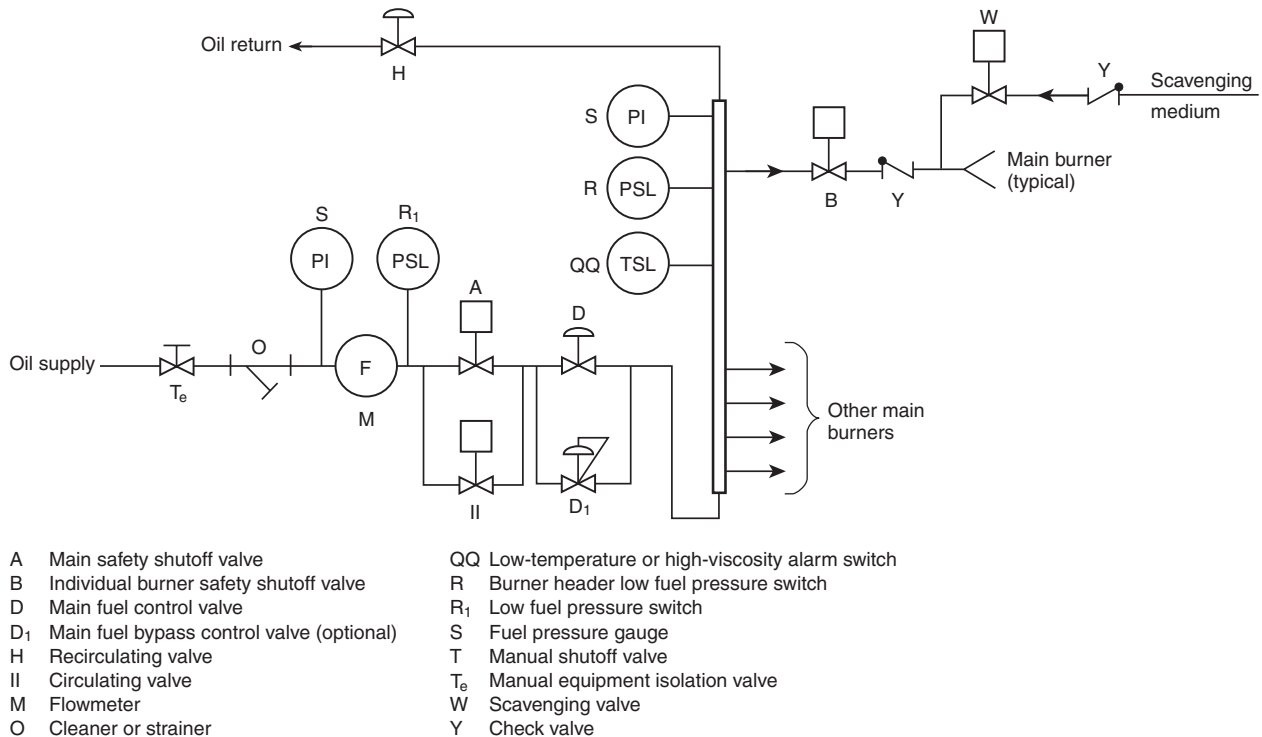 Oil return
H
W
Y
Scavenging
medium
S
PI
R
PSL
QQ
TSL
B
Y
Main burner
(typical)
S
PI
R₁
PSL
A
D
Oil supply
Tₑ
O
F
M
II
D₁
Other main
burners
A Main safety shutoff valve
B Individual burner safety shutoff valve
D Main fuel control valve
D₁ Main fuel bypass control valve (optional)
H Recirculating valve
II Circulating valve
M Flowmeter
O Cleaner or strainer
QQ Low-temperature or high-viscosity alarm switch
R Burner header low fuel pressure switch
R₁ Low fuel pressure switch
S Fuel pressure gauge
T Manual shutoff valve
Tₑ Manual equipment isolation valve
W Scavenging valve
Y Check valve